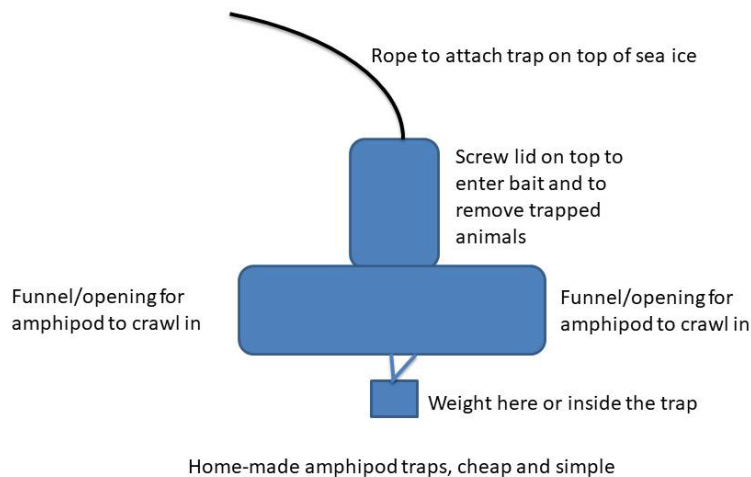 Rope to attach trap on top of sea ice
Screw lid on top to
enter bait and to
remove trapped
animals
Funnel/opening for
amphipod to crawl in
Funnel/opening for
amphipod to crawl in
Weight here or inside the trap
Home-made amphipod traps, cheap and simple